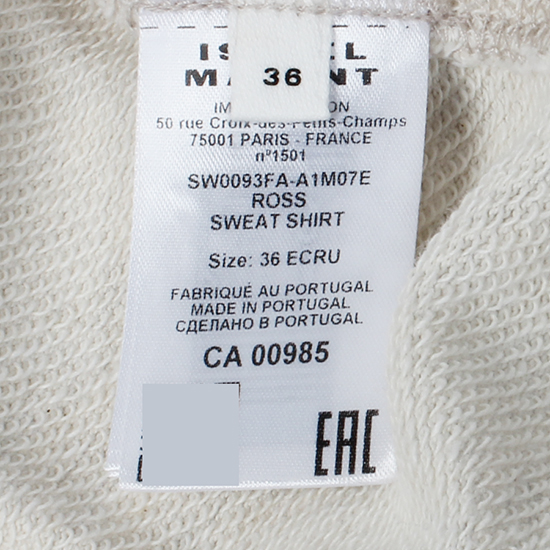 36
50 rue Croix-des-Petits-Champs
75001 PARIS - FRANCE
n°1501
SW0093FA-A1M07E
ROSS
SWEAT SHIRT
Size: 36 ECRU
FABRIQUÉ AU PORTUGAL
MADE IN PORTUGAL
СДЕЛАНО В PORTUGAL
CA 00985
EAC